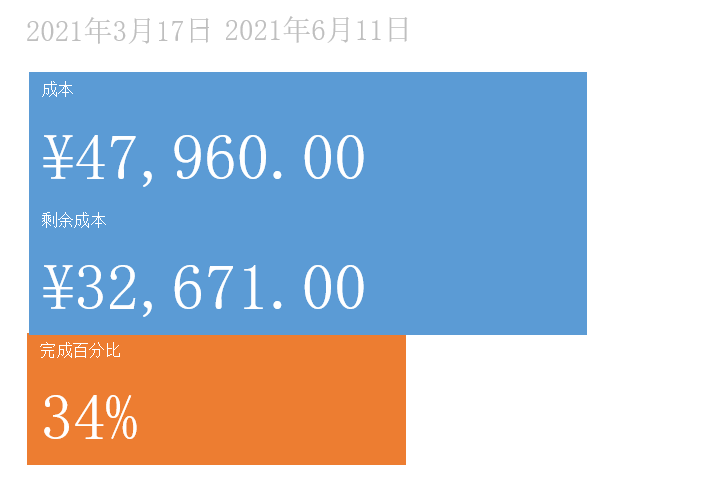 2021年3月17日 2021年6月11日
成本
¥47,960.00
剩余成本
¥32,671.00
完成百分比
34%